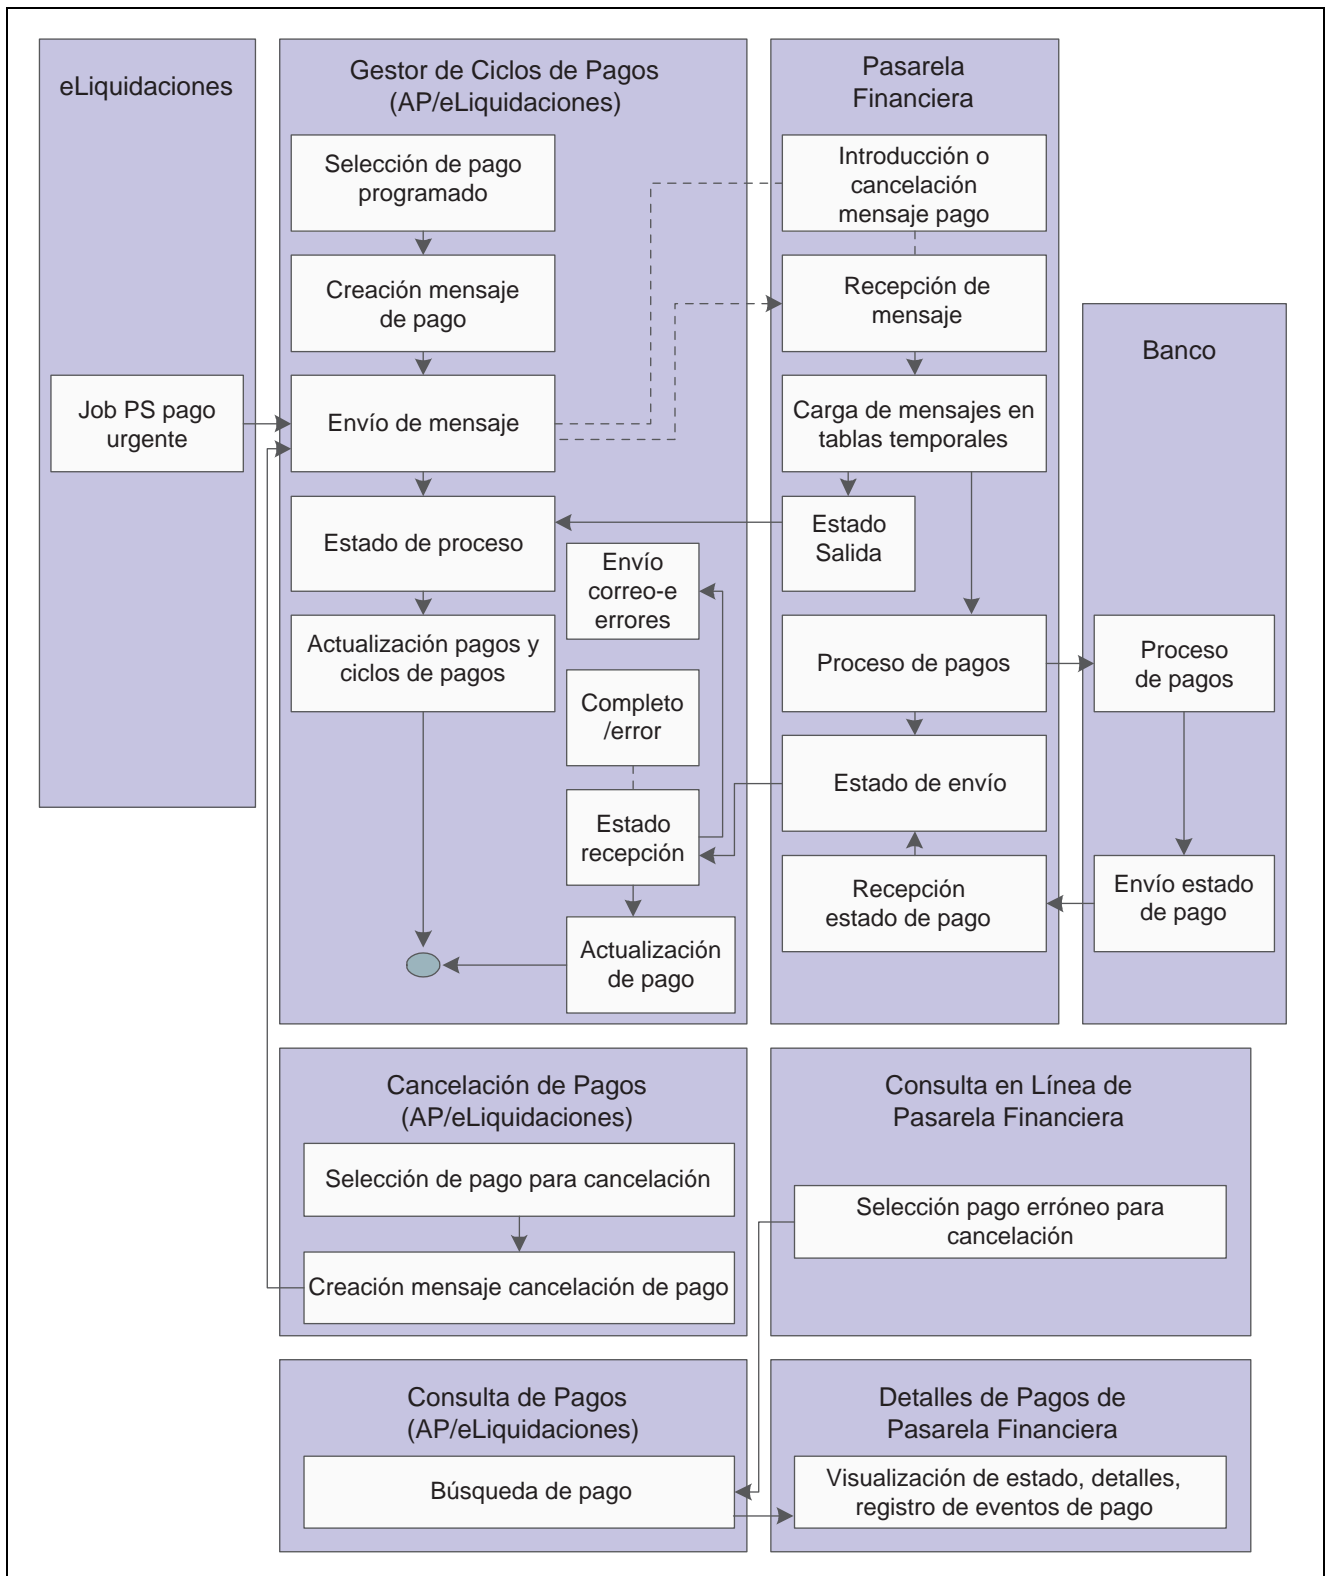 eLiquidaciones
Job PS pago
urgente
Gestor de Ciclos de Pagos
(AP/eLiquidaciones)
Selección de pago
programado
Creación mensaje
de pago
Envío de mensaje
Estado de proceso
Actualización pagos y
ciclos de pagos
Envío
correo-e
errores
Completo
/error
Estado
recepción
Actualización
de pago
Pasarela
Financiera
Introducción o
cancelación
mensaje pago
Recepción de
mensaje
Carga de mensajes en
tablas temporales
Estado
Salida
Proceso de pagos
Estado de envío
Recepción
estado de pago
Banco
Proceso
de pagos
Envío estado
de pago
Cancelación de Pagos
(AP/eLiquidaciones)
Selección de pago para cancelación
Creación mensaje cancelación de pago
Consulta en Línea de
Pasarela Financiera
Selección pago erróneo para
cancelación
Consulta de Pagos
(AP/eLiquidaciones)
Búsqueda de pago
Detalles de Pagos de
Pasarela Financiera
Visualización de estado, detalles,
registro de eventos de pago